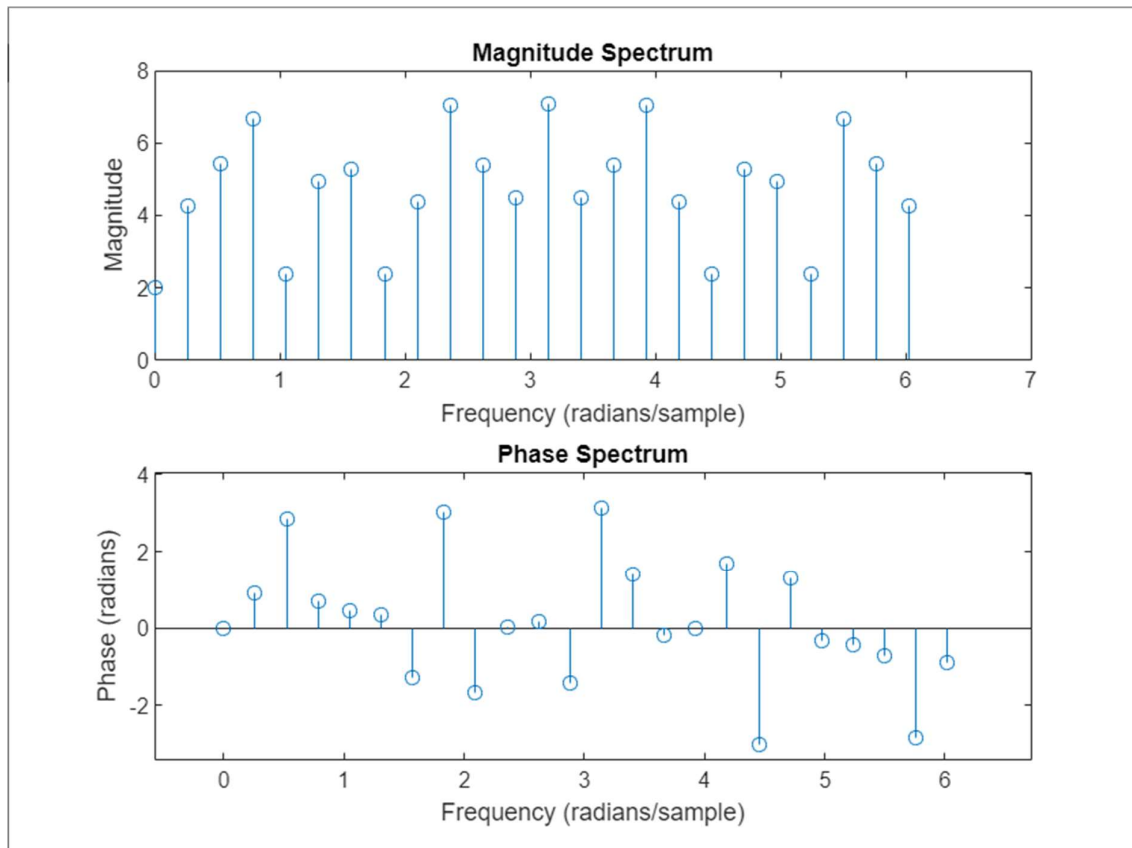 Magnitude Spectrum
8
6
4
2
0
Magnitude
0 1 2 3 4 5 6 7
Frequency (radians/sample)
Phase Spectrum
4
2
0
-2
Phase (radians)
0 1 2 3 4 5 6
Frequency (radians/sample)